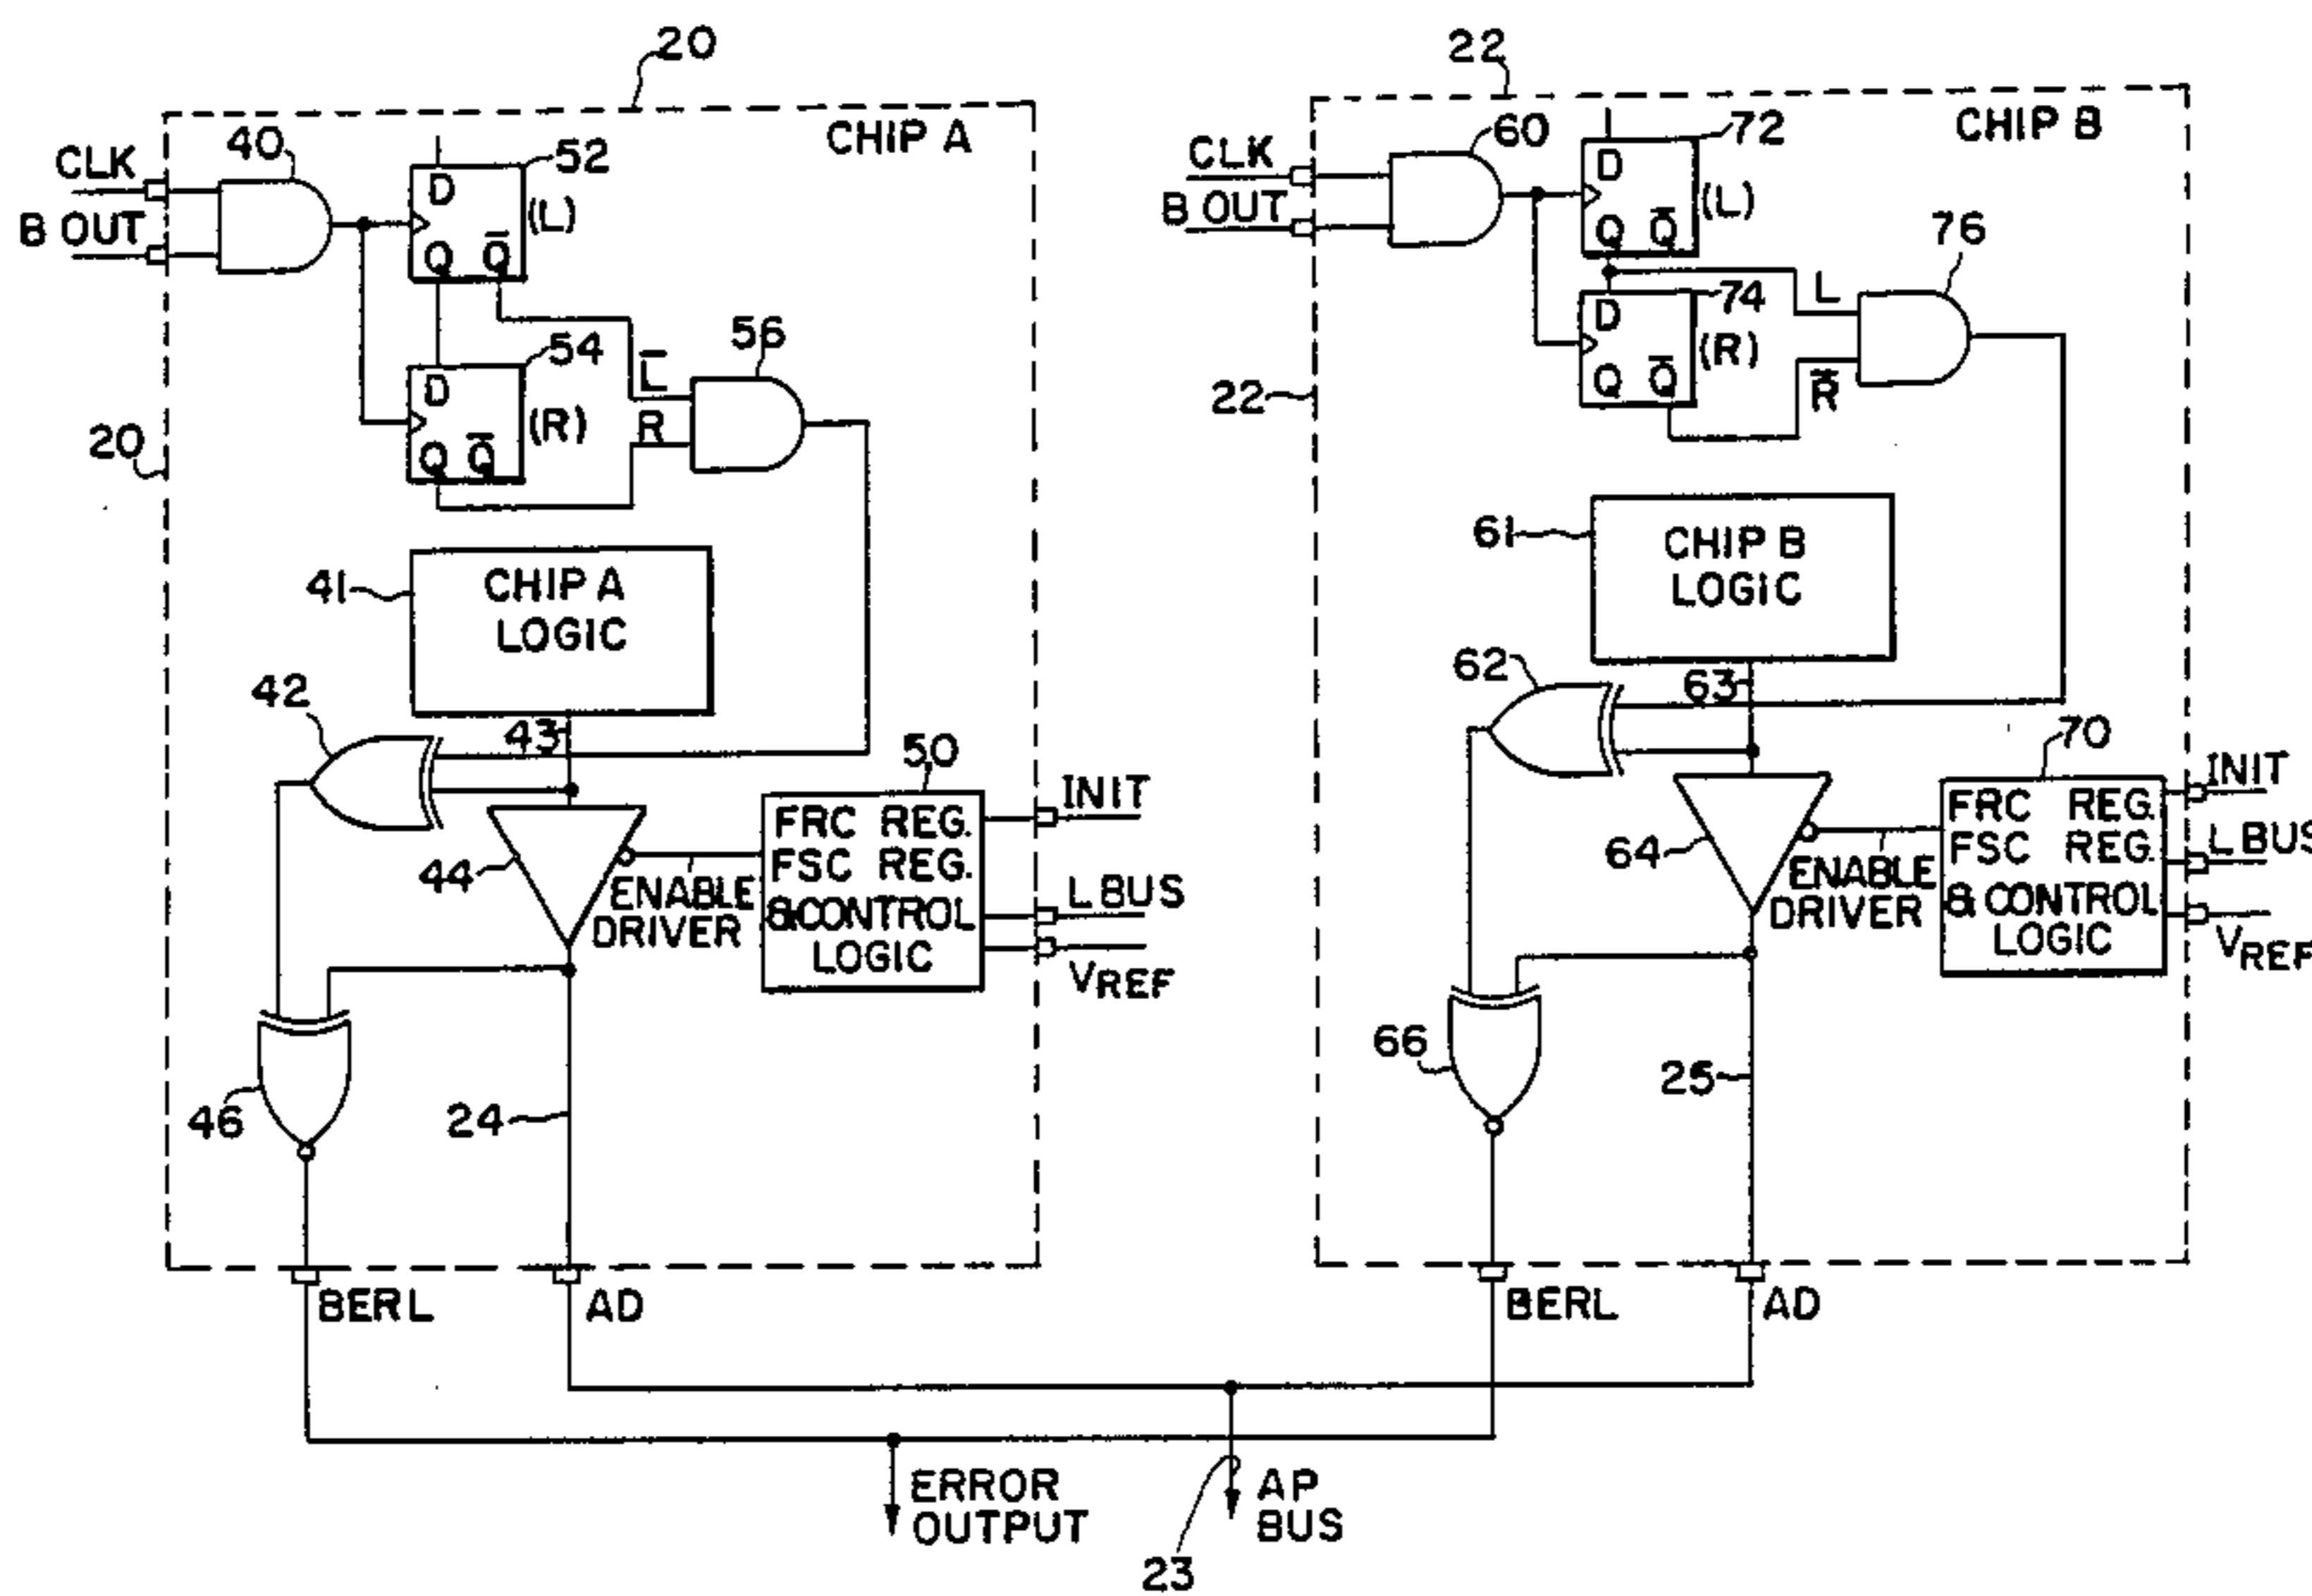 20
CHIP A
CLK
B OUT
40
D
Q Q̅
52
(L)
54
D
Q Q̅
(R)
L̅
R
56
20
41
CHIP A
LOGIC
42
43
44
ENABLE
DRIVER
50
FRC REG.
FSC REG.
& CONTROL
LOGIC
INIT
L BUS
VREF
46
24
BERL
AD
22
CHIP B
CLK
B OUT
60
D
Q Q̅
72
(L)
74
D
Q Q̅
(R)
L
R̅
76
22
61
CHIP B
LOGIC
62
63
64
ENABLE
DRIVER
70
FRC REG.
FSC REG.
& CONTROL
LOGIC
INIT
L BUS
VREF
66
25
BERL
AD
ERROR
OUTPUT
AP
BUS
23